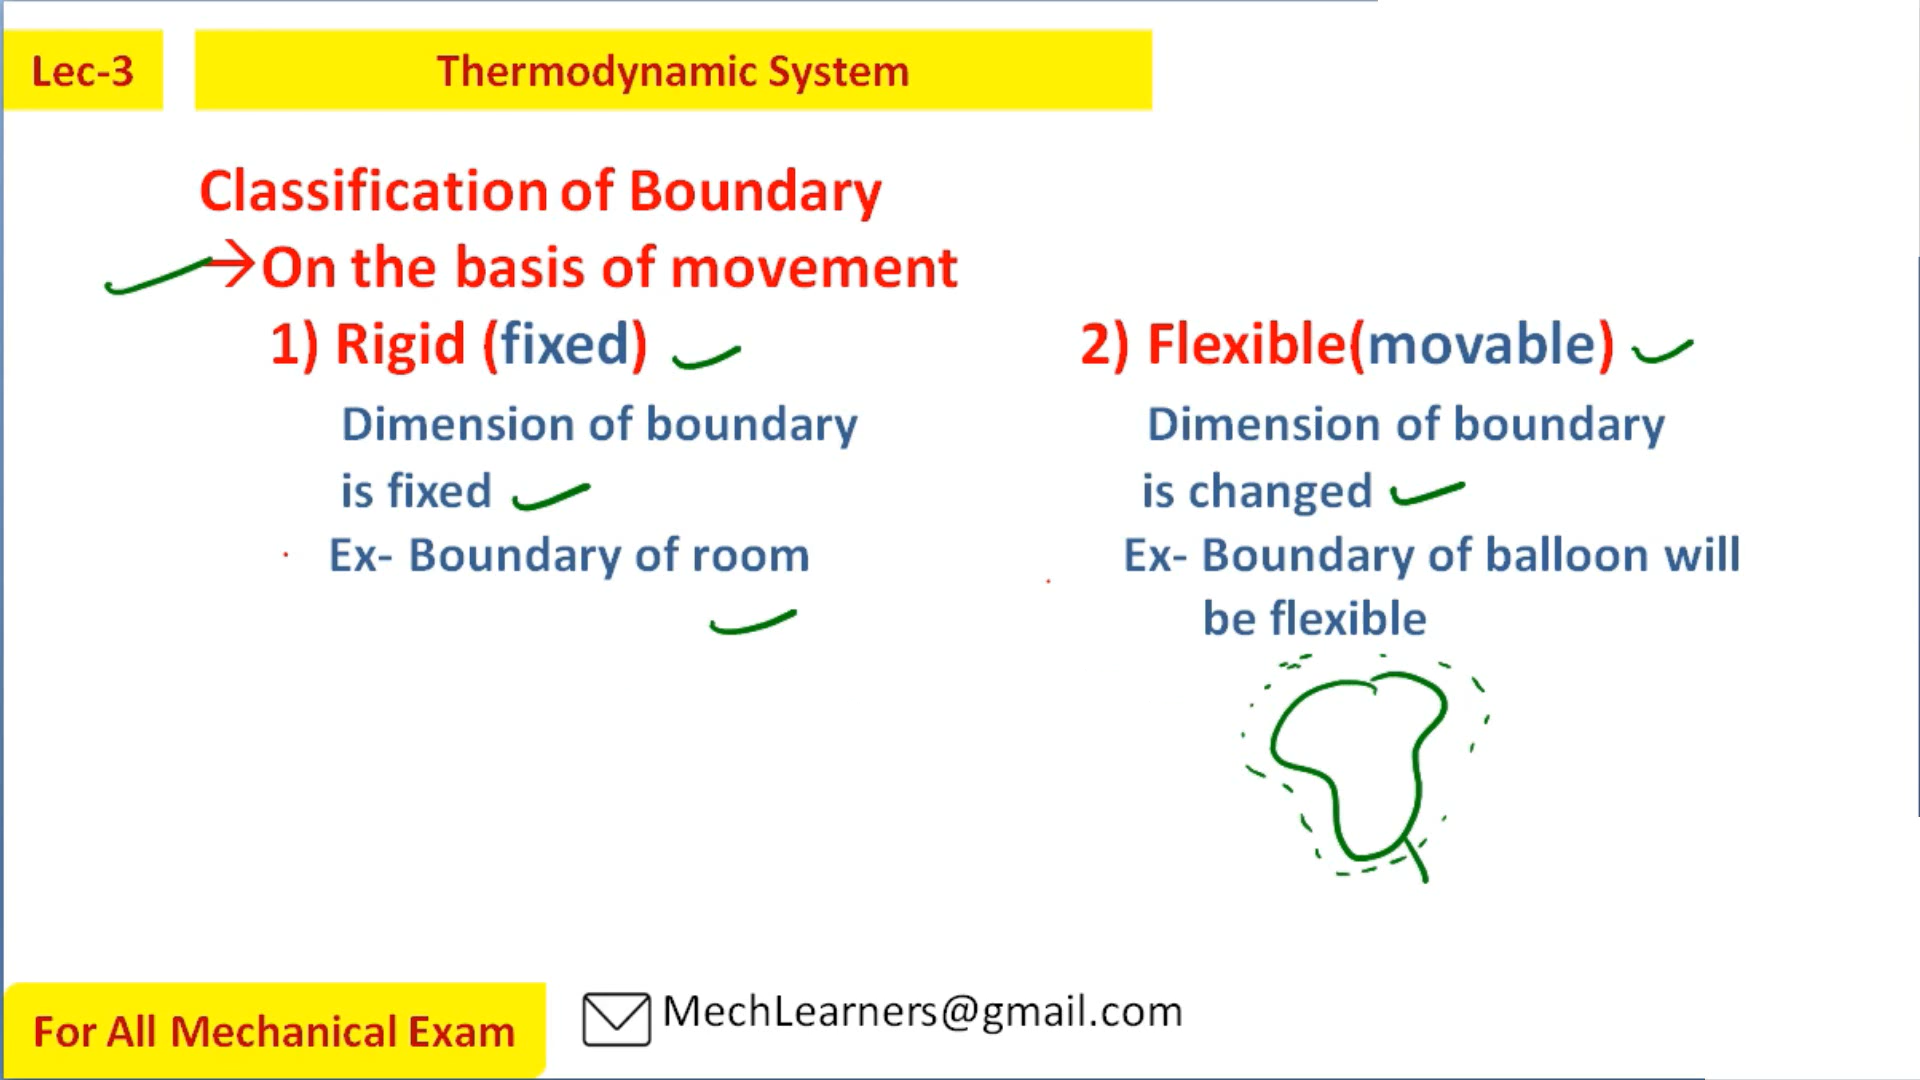 Lec-3
Thermodynamic System
Classification of Boundary
→On the basis of movement
1) Rigid (fixed)
Dimension of boundary
is fixed
Ex- Boundary of room
2) Flexible(movable)
Dimension of boundary
is changed
Ex- Boundary of balloon will
be flexible
For All Mechanical Exam
MechLearners@gmail.com